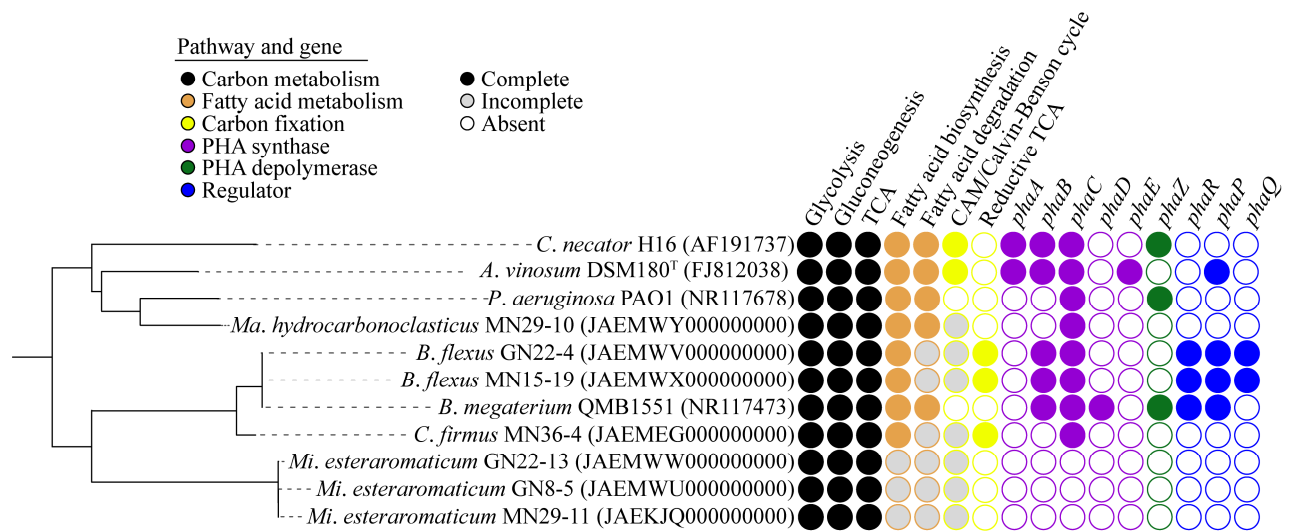 Pathway and gene
Carbon metabolism
Fatty acid metabolism
Carbon fixation
PHA synthase
PHA depolymerase
Regulator
Complete
Incomplete
Absent
Glycolysis
Gluconeogenesis
TCA
Fatty acid biosynthesis
Fatty acid degradation
CAM/Calvin-Benson cycle
Reductive TCA
phaA
phaB
phaC
phaD
phaE
phaZ
phaR
phaP
phaQ
C. necator H16 (AF191737)
A. vinosum DSM180ᵀ (FJ812038)
P. aeruginosa PAO1 (NR117678)
Ma. hydrocarbonoclasticus MN29-10 (JAEMWY000000000)
B. flexus GN22-4 (JAEMWV000000000)
B. flexus MN15-19 (JAEMWX000000000)
B. megaterium QMB1551 (NR117473)
C. firmus MN36-4 (JAEMEG000000000)
Mi. esteraromaticum GN22-13 (JAEMWW000000000)
Mi. esteraromaticum GN8-5 (JAEMWU000000000)
Mi. esteraromaticum MN29-11 (JAEKJQ000000000)